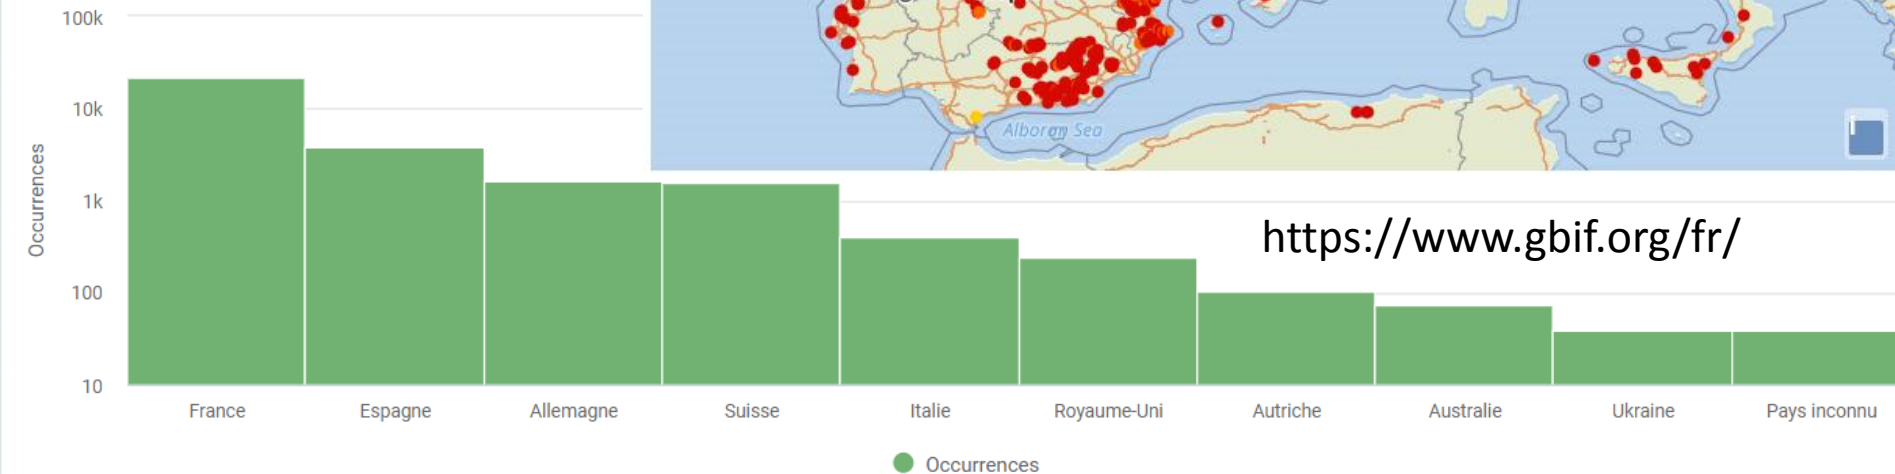 100k
10k
1k
100
10
Occurrences
Alboran Sea
i
https://www.gbif.org/fr/
France Espagne Allemagne Suisse Italie Royaume-Uni Autriche Australie Ukraine Pays inconnu
Occurrences